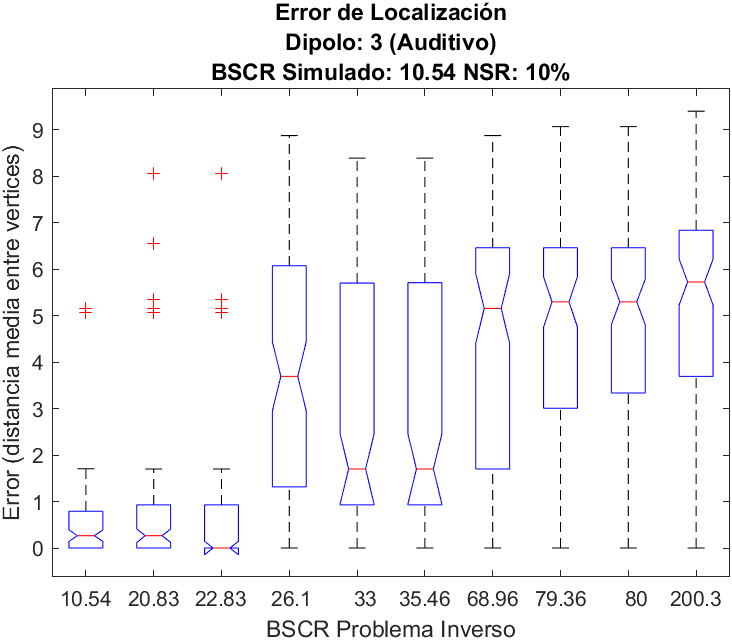 Error de Localización
Dipolo: 3 (Auditivo)
BSCR Simulado: 10.54 NSR: 10%
Error (distancia media entre vertices)
9
8
7
6
5
4
3
2
1
0
10.54 20.83 22.83 26.1 33 35.46 68.96 79.36 80 200.3
BSCR Problema Inverso